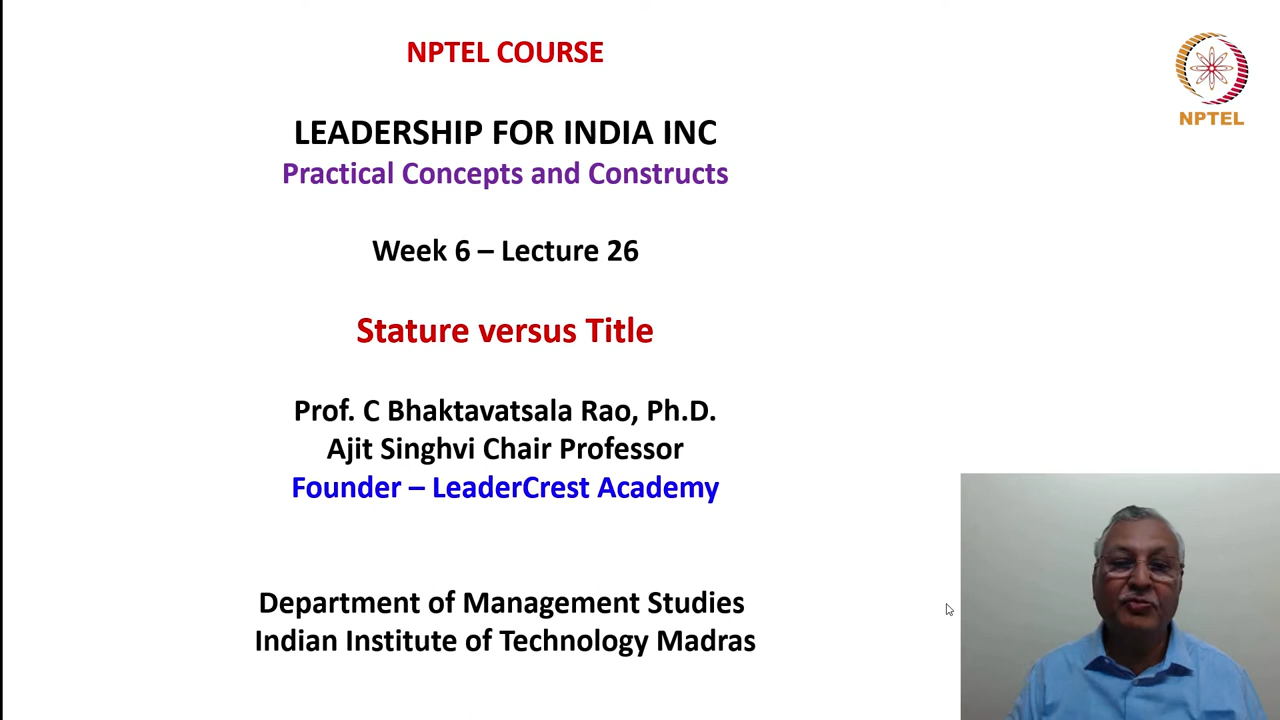 NPTEL COURSE
NPTEL
LEADERSHIP FOR INDIA INC
Practical Concepts and Constructs
Week 6 – Lecture 26
Stature versus Title
Prof. C Bhaktavatsala Rao, Ph.D.
Ajit Singhvi Chair Professor
Founder – LeaderCrest Academy
Department of Management Studies
Indian Institute of Technology Madras